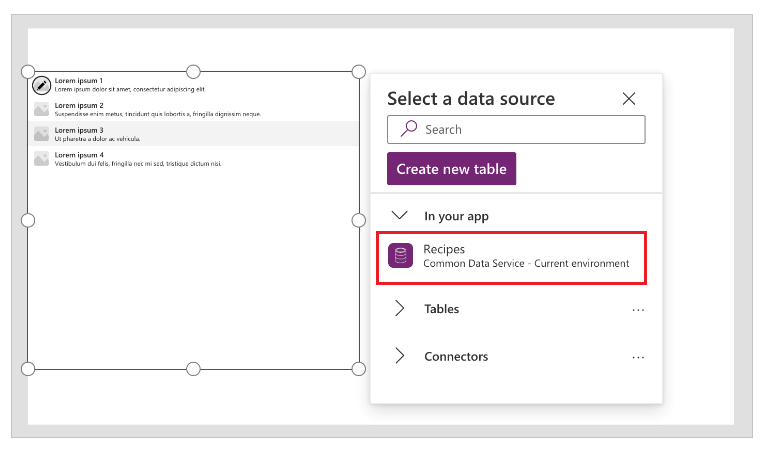 Lorem ipsum 1
Lorem ipsum dolor sit amet, consectetur adipiscing elit.
Lorem ipsum 2
Suspendisse enim metus, tincidunt quis lobortis a, fringilla dignissim neque.
Lorem ipsum 3
Ut pharetra a dolor ac vehicula.
Lorem ipsum 4
Vestibulum dui felis, fringilla nec mi sed, tristique dictum nisi.
Select a data source
Search
Create new table
In your app
Recipes
Common Data Service - Current environment
Tables
...
Connectors
...